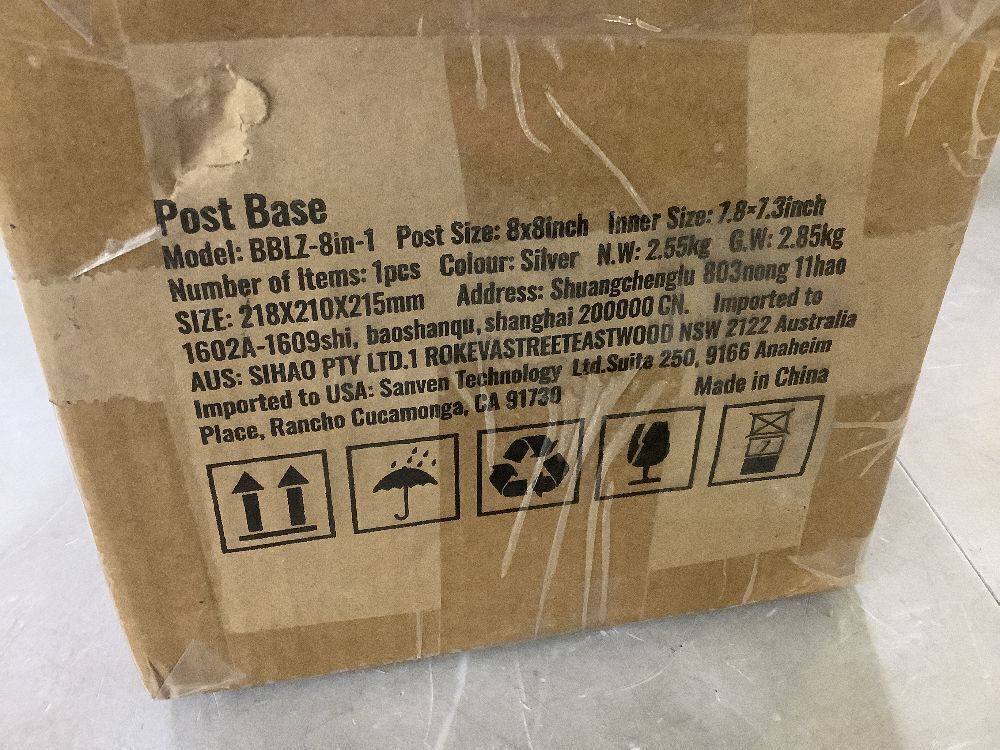 Post Base
Model: BBLZ-8in-1 Post Size: 8x8inch Inner Size: 7.8*7.3inch
Number of Items: 1pcs Colour: Silver N.W: 2.55kg G.W: 2.85kg
SIZE: 218X210X215mm Address: Shuangchenglu 803nong 11hao
1602A-1609shi, baoshanqu, shanghai 200000 CN. Imported to
AUS: SIHAO PTY LTD.1 ROKEVASTREETEASTWOOD NSW 2122 Australia
Imported to USA: Sanven Technology Ltd.Suite 250, 9166 Anaheim
Place, Rancho Cucamonga, CA 91730 Made in China
7